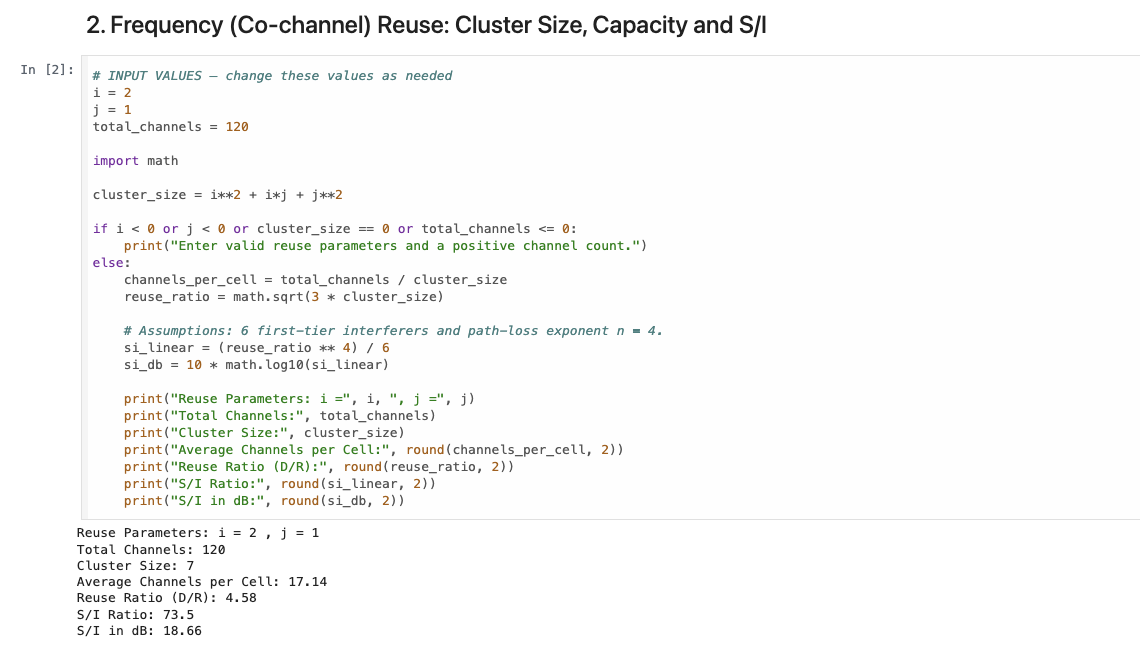 2. Frequency (Co-channel) Reuse: Cluster Size, Capacity and S/I
In [2]:
# INPUT VALUES — change these values as needed
i = 2
j = 1
total_channels = 120
import math
cluster_size = i**2 + i*j + j**2
if i < 0 or j < 0 or cluster_size == 0 or total_channels <= 0:
    print("Enter valid reuse parameters and a positive channel count.")
else:
    channels_per_cell = total_channels / cluster_size
    reuse_ratio = math.sqrt(3 * cluster_size)
    # Assumptions: 6 first-tier interferers and path-loss exponent n = 4.
    si_linear = (reuse_ratio ** 4) / 6
    si_db = 10 * math.log10(si_linear)
    print("Reuse Parameters: i =", i, ", j =", j)
    print("Total Channels:", total_channels)
    print("Cluster Size:", cluster_size)
    print("Average Channels per Cell:", round(channels_per_cell, 2))
    print("Reuse Ratio (D/R):", round(reuse_ratio, 2))
    print("S/I Ratio:", round(si_linear, 2))
    print("S/I in dB:", round(si_db, 2))
Reuse Parameters: i = 2 , j = 1
Total Channels: 120
Cluster Size: 7
Average Channels per Cell: 17.14
Reuse Ratio (D/R): 4.58
S/I Ratio: 73.5
S/I in dB: 18.66